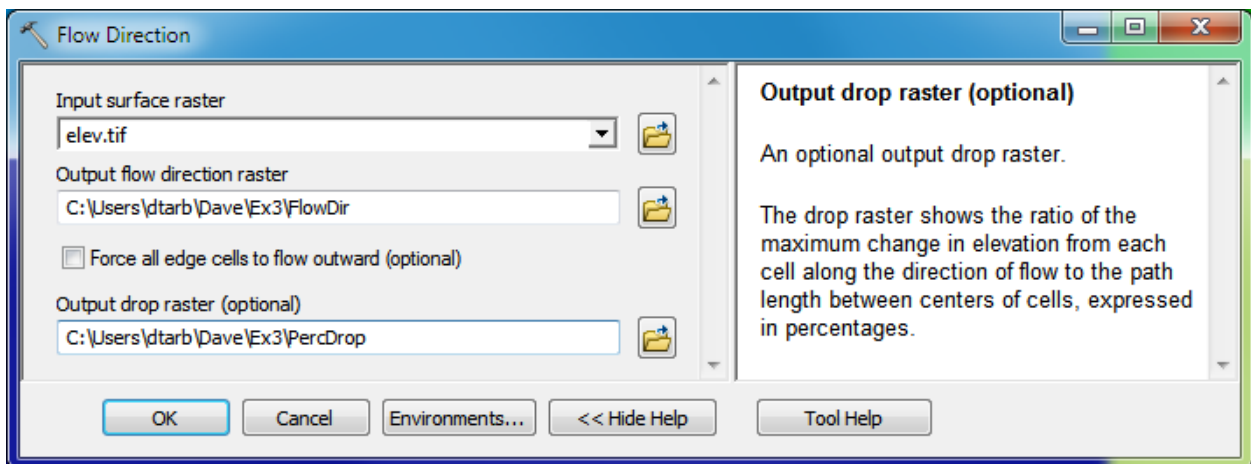 Flow Direction
Input surface raster
elev.tif
Output flow direction raster
C:\Users\dtarb\Dave\Ex3\FlowDir
Force all edge cells to flow outward (optional)
Output drop raster (optional)
C:\Users\dtarb\Dave\Ex3\PercDrop
Output drop raster (optional)
An optional output drop raster.
The drop raster shows the ratio of the
maximum change in elevation from each
cell along the direction of flow to the path
length between centers of cells, expressed
in percentages.
OK
Cancel
Environments...
<< Hide Help
Tool Help